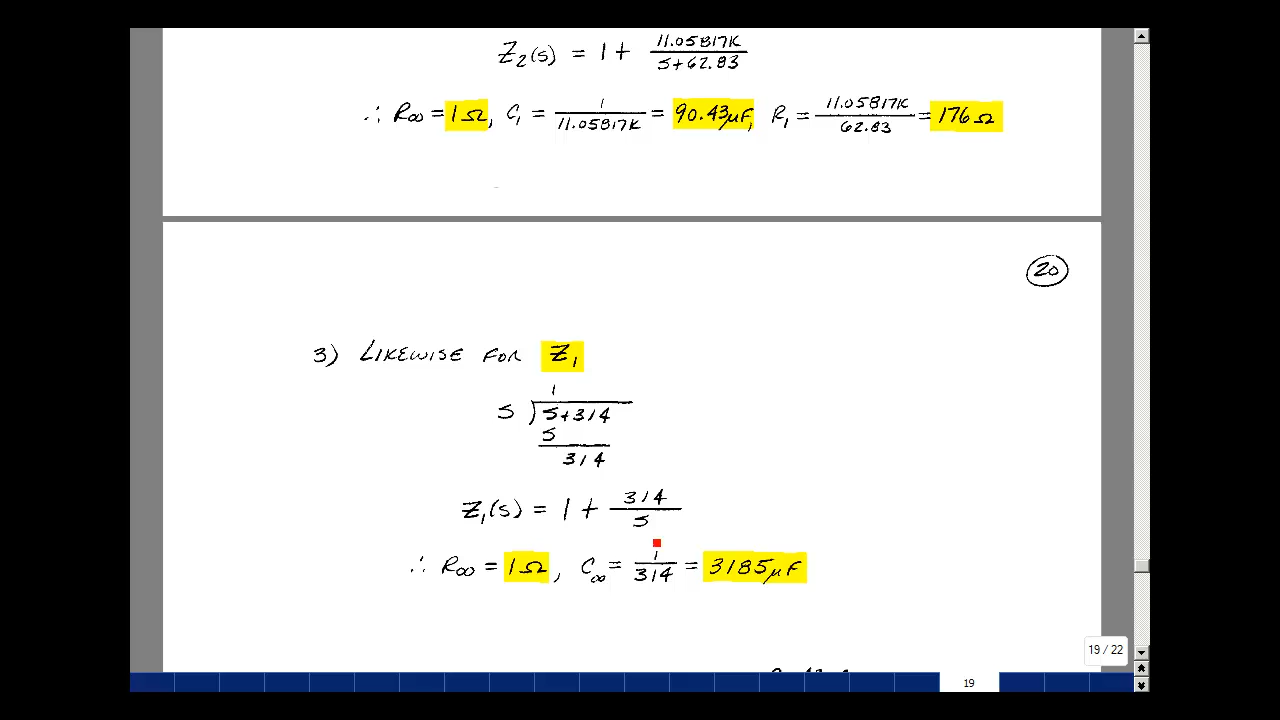 Z₂(s) = 1 + 11.05817K / S+62.83
∴ R∞ = 1Ω, C₁ = 1 / 11.05817K = 90.43μF, R₁ = 11.05817K / 62.83 = 176Ω
20
3) LIKEWISE FOR Z₁
1
S ) S+314
S
314
Z₁(s) = 1 + 314 / S
∴ R∞ = 1Ω, C∞ = 1 / 314 = 3185μF
19 / 22
19